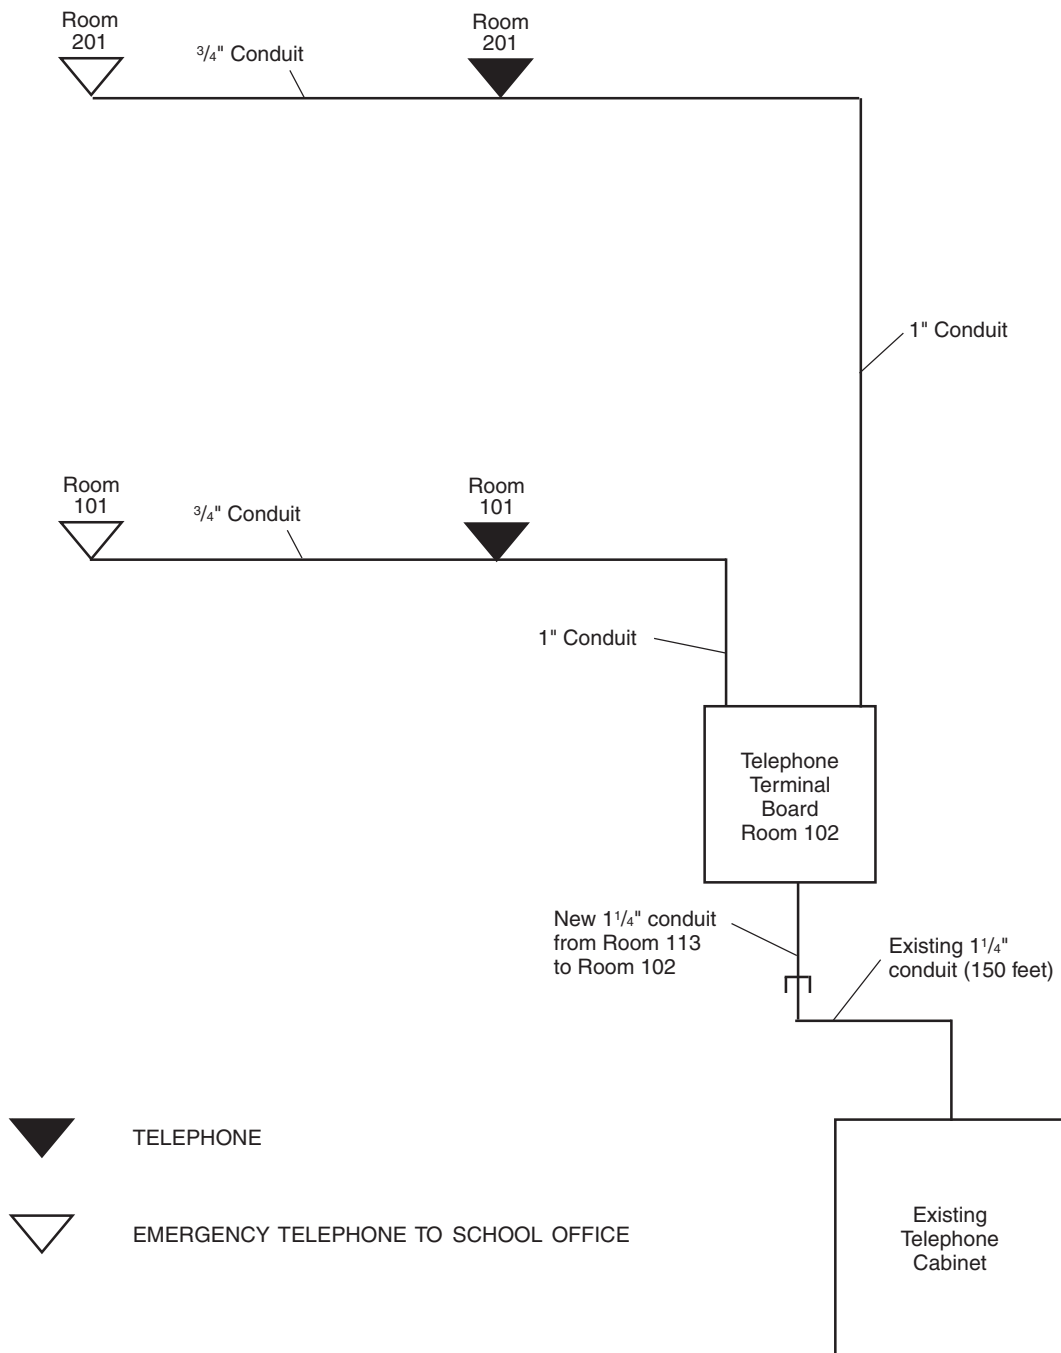 Room
201
Room
201
3/4" Conduit
1" Conduit
Room
101
Room
101
3/4" Conduit
1" Conduit
Telephone
Terminal
Board
Room 102
New 11/4" conduit
from Room 113
to Room 102
Existing 11/4"
conduit (150 feet)
TELEPHONE
EMERGENCY TELEPHONE TO SCHOOL OFFICE
Existing
Telephone
Cabinet